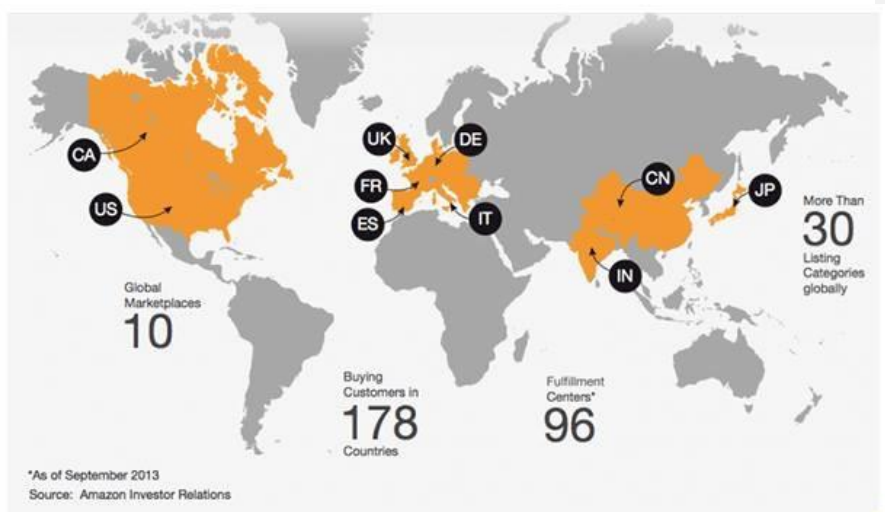 CA
US
UK
DE
FR
ES
IT
CN
JP
IN
More Than
30
Listing
Categories
globally
Global
Marketplaces
10
Buying
Customers in
178
Countries
Fulfillment
Centers*
96
*As of September 2013
Source: Amazon Investor Relations